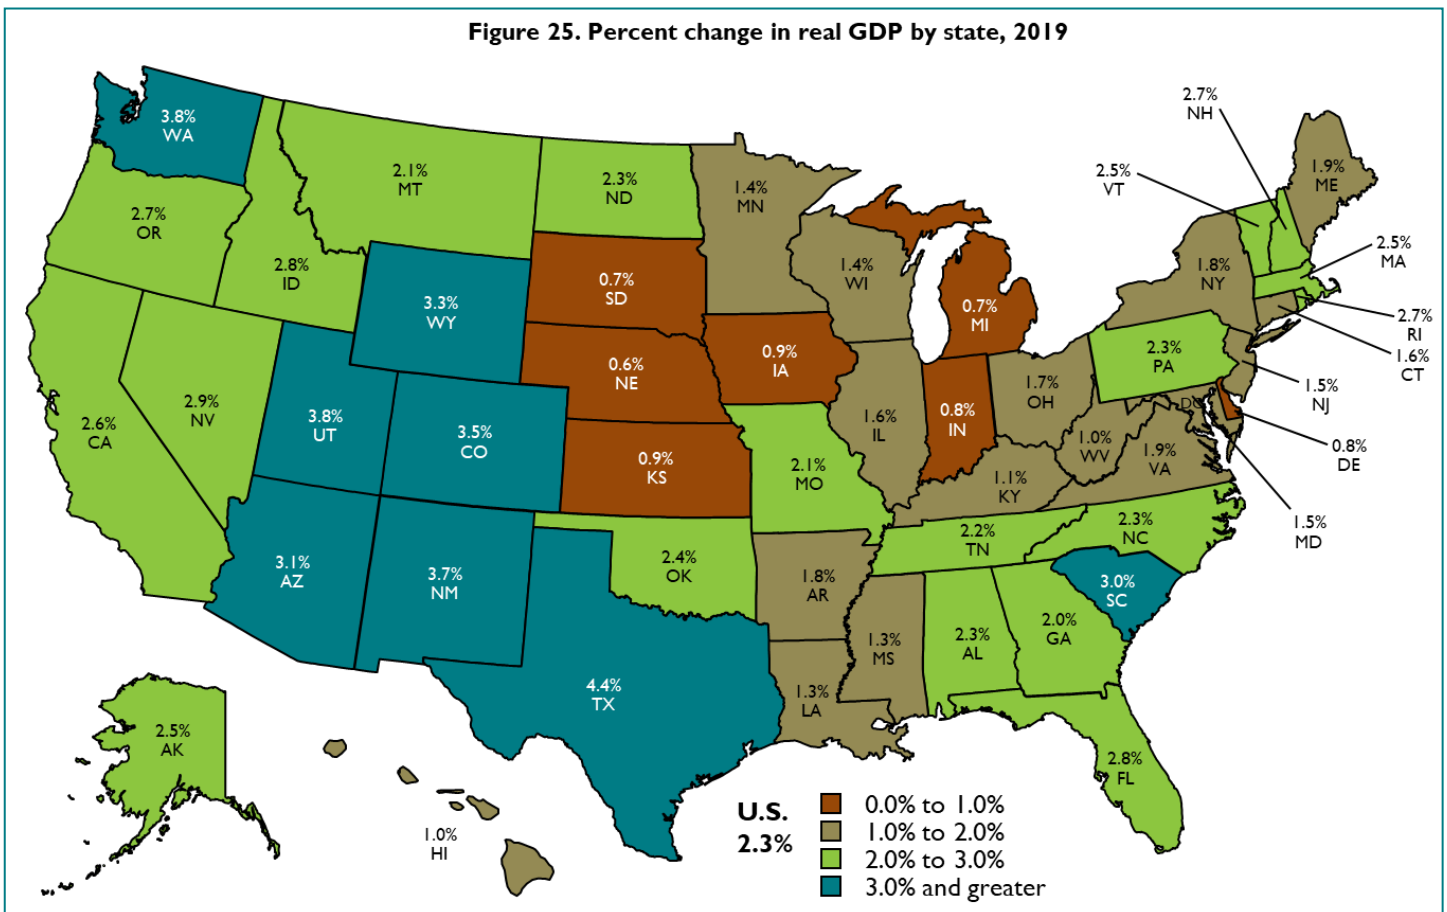 Figure 25. Percent change in real GDP by state, 2019
3.8%
WA
2.7%
OR
2.8%
ID
2.1%
MT
2.3%
ND
1.4%
MN
2.7%
NH
2.5%
VT
1.9%
ME
2.5%
MA
1.8%
NY
2.7%
RI
1.6%
CT
3.3%
WY
0.7%
SD
1.4%
WI
0.7%
MI
2.6%
CA
2.9%
NV
3.8%
UT
3.5%
CO
0.6%
NE
0.9%
IA
1.6%
IL
0.8%
IN
1.7%
OH
2.3%
PA
1.5%
NJ
DC
0.8%
DE
1.5%
MD
1.0%
WV
1.9%
VA
1.1%
KY
0.9%
KS
2.1%
MO
3.1%
AZ
3.7%
NM
2.4%
OK
1.8%
AR
2.2%
TN
2.3%
NC
3.0%
SC
4.4%
TX
1.3%
LA
1.3%
MS
2.3%
AL
2.0%
GA
2.8%
FL
2.5%
AK
1.0%
HI
U.S.
2.3%
0.0% to 1.0%
1.0% to 2.0%
2.0% to 3.0%
3.0% and greater